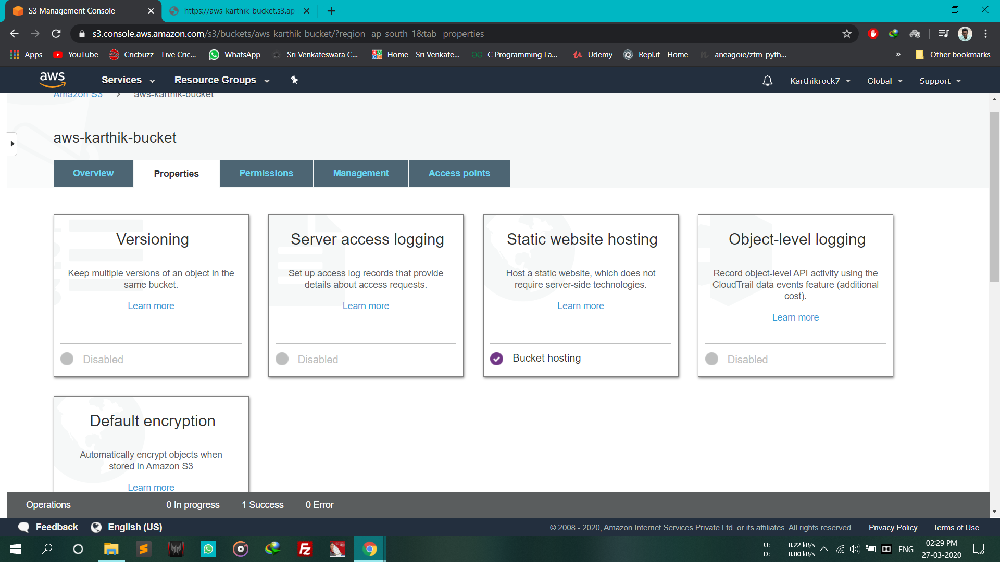 S3 Management Console
https://aws-karthik-bucket.s3.ap-
s3.console.aws.amazon.com/s3/buckets/aws-karthik-bucket/?region=ap-south-1&tab=properties
Apps YouTube Cricbuzz – Live Cric... WhatsApp Sri Venkateswara C... Home - Sri Venkate... C Programming La... Udemy Repl.it - Home aneagoie/ztm-pyth... » Other bookmarks
aws Services Resource Groups Karthikrock7 Global Support
Amazon S3 > aws-karthik-bucket
aws-karthik-bucket
Overview Properties Permissions Management Access points
Versioning
Keep multiple versions of an object in the
same bucket.
Learn more
Disabled
Server access logging
Set up access log records that provide
details about access requests.
Learn more
Disabled
Static website hosting
Host a static website, which does not
require server-side technologies.
Learn more
Bucket hosting
Object-level logging
Record object-level API activity using the
CloudTrail data events feature (additional
cost).
Learn more
Disabled
Default encryption
Automatically encrypt objects when
stored in Amazon S3
Learn more
Operations 0 In progress 1 Success 0 Error
Feedback English (US) © 2008 - 2020, Amazon Internet Services Private Ltd. or its affiliates. All rights reserved. Privacy Policy Terms of Use
U: 0.22 kB/s
D: 0.00 kB/s
ENG
02:29 PM
27-03-2020